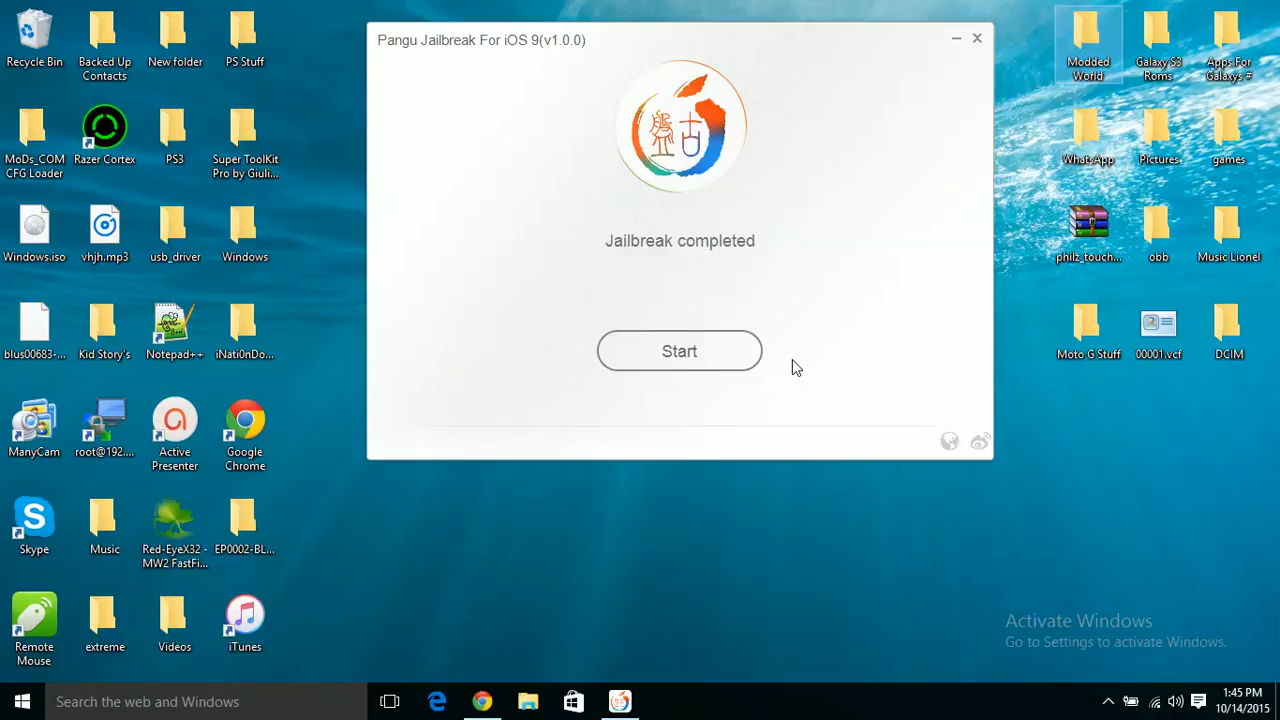 Pangu Jailbreak For iOS 9(v1.0.0)
盤古
Jailbreak completed
Start
Recycle Bin
Backed Up
Contacts
New folder
PS Stuff
MoDs_COM
CFG Loader
Razer Cortex
PS3
Super ToolKit
Pro by Giuli...
Windows.iso
vhjh.mp3
usb_driver
Windows
blus00683-...
Kid Story's
Notepad++
iNati0nDo...
ManyCam
root@192....
Active
Presenter
Google
Chrome
Skype
Music
Red-EyeX32 -
MW2 FastFi...
EP0002-BL...
Remote
Mouse
extreme
Videos
iTunes
Modded
World
Galaxy S3
Roms
Apps For
Galaxys #
WhatsApp
Pictures
games
philz_touch...
obb
Music Lionel
Moto G Stuff
00001.vcf
DCIM
Activate Windows
Go to Settings to activate Windows.
Search the web and Windows
1:45 PM
10/14/2015